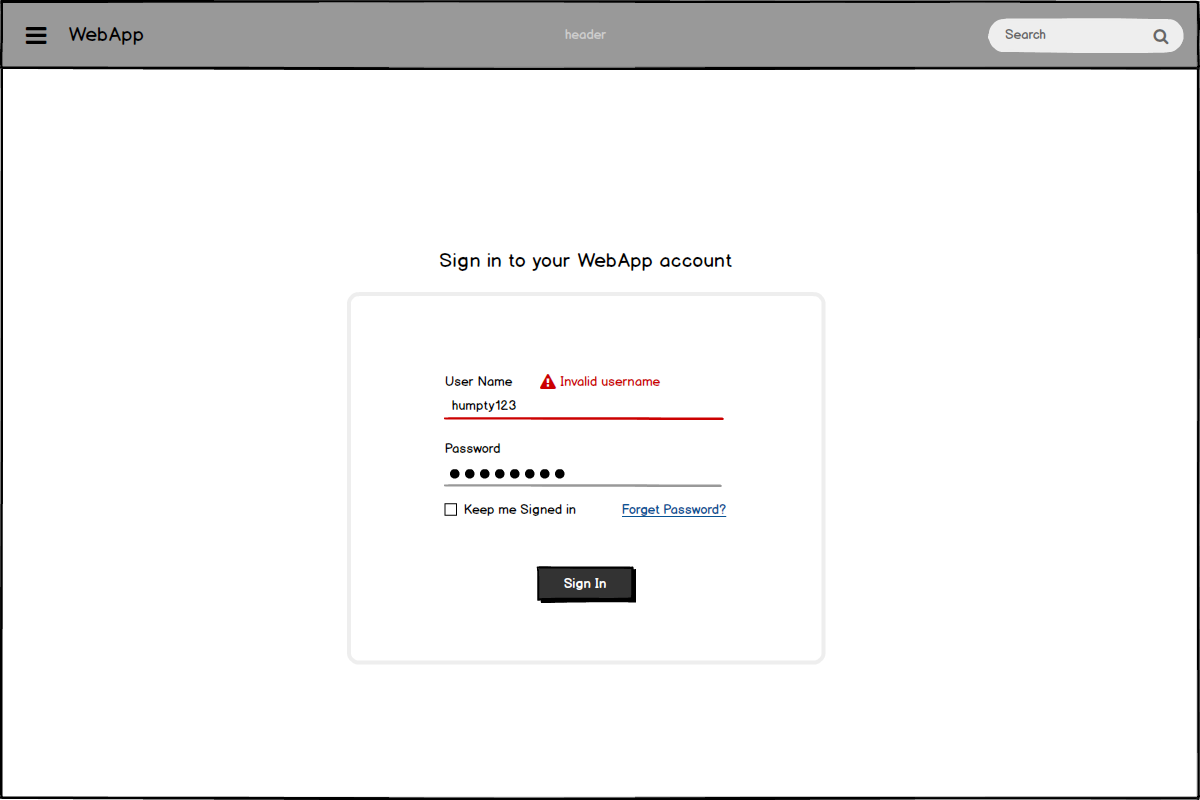 WebApp
header
Search
Sign in to your WebApp account
User Name
Invalid username
humpty123
Password
Keep me Signed in
Forget Password?
Sign In